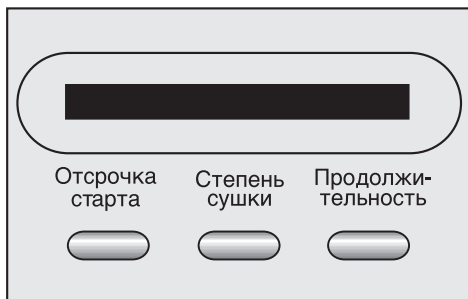 Отсрочка
старта
Степень
сушки
Продолжи-
тельность